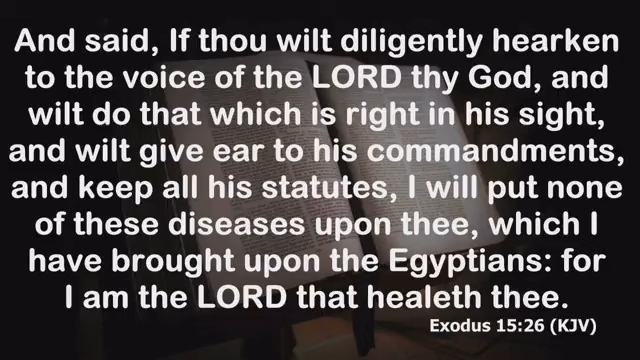 And said, If thou wilt diligently hearken
to the voice of the LORD thy God, and
wilt do that which is right in his sight,
and wilt give ear to his commandments,
and keep all his statutes, I will put none
of these diseases upon thee, which I
have brought upon the Egyptians: for
I am the LORD that healeth thee.
Exodus 15:26 (KJV)